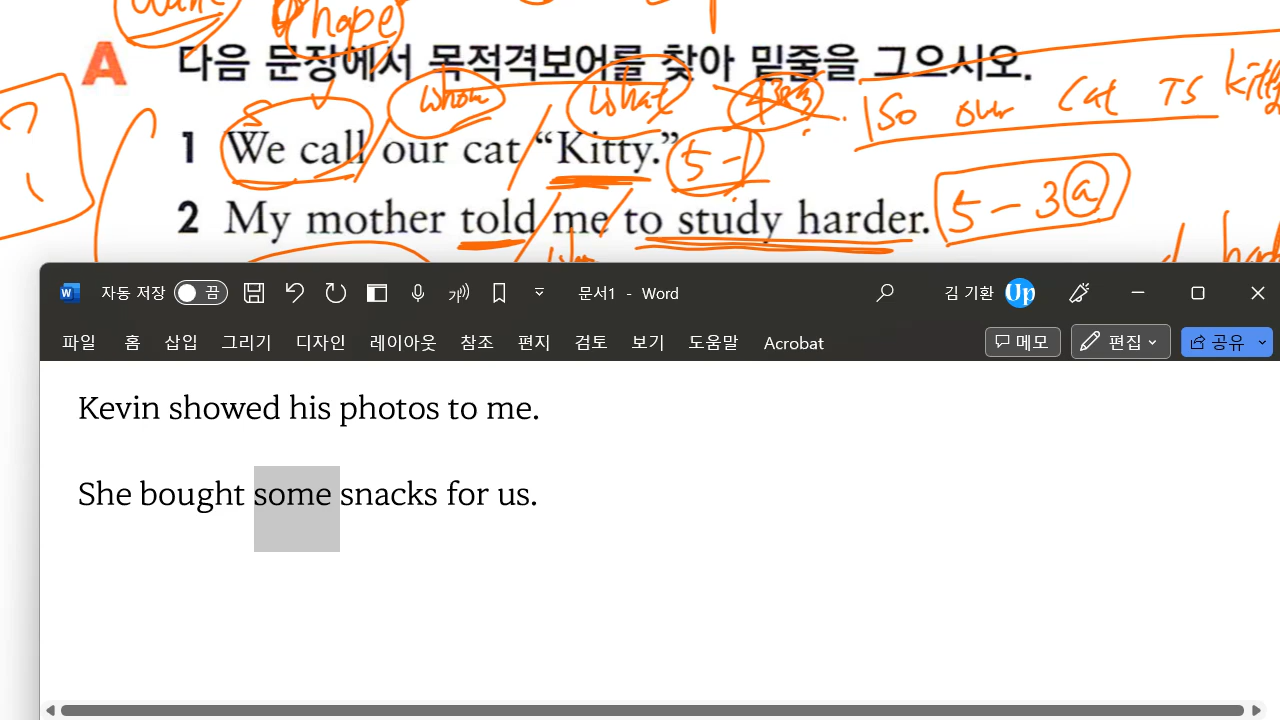 hope
A 다음 문장에서 목적격보어를 찾아 밑줄을 그으시오.
S whom what
So our cat is kitty
1 We call our cat “Kitty.” 5-1
2 My mother told me to study harder. 5-3 ⓐ
자동 저장 끔 가 문서1 - Word 김 기환 Up
파일 홈 삽입 그리기 디자인 레이아웃 참조 편지 검토 보기 도움말 Acrobat 메모 편집 공유
Kevin showed his photos to me.
She bought some snacks for us.